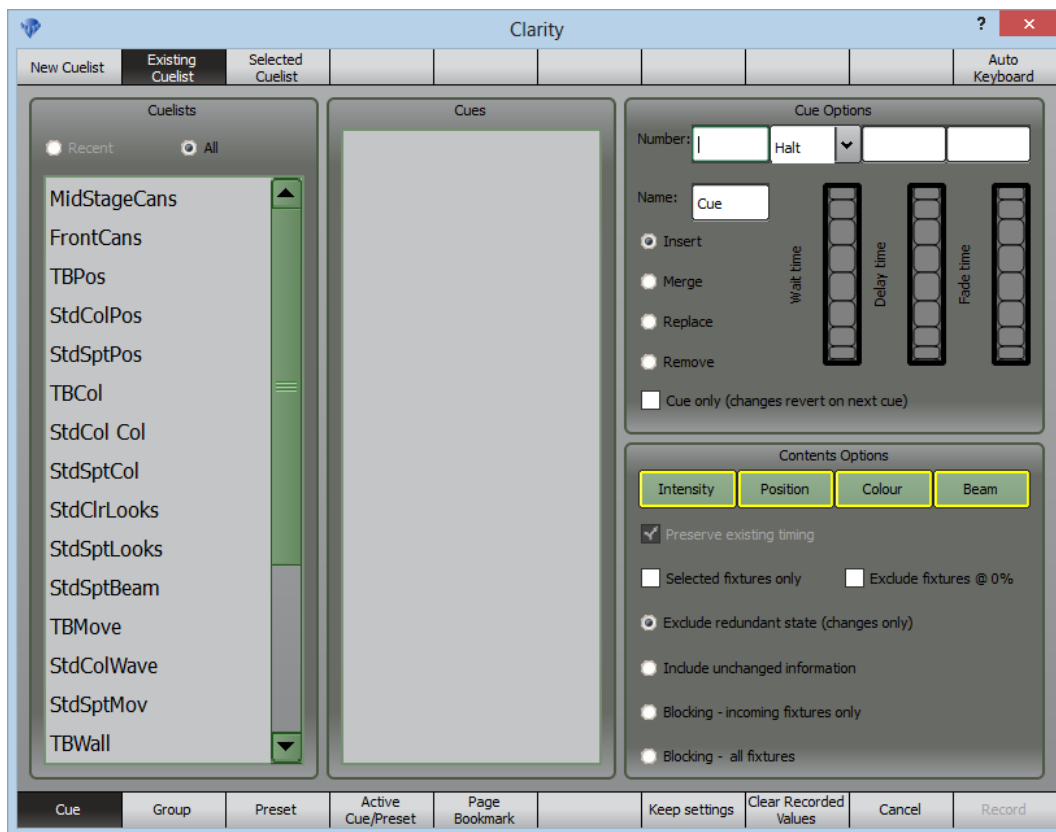 Clarity
?
New Cuelist
Existing Cuelist
Selected Cuelist
Auto Keyboard
Cuelists
Recent
All
MidStageCans
FrontCans
TBPos
StdColPos
StdSptPos
TBCol
StdCol Col
StdSptCol
StdClrLooks
StdSptLooks
StdSptBeam
TBMove
StdColWave
StdSptMov
TBWall
Cues
Cue Options
Number:
Halt
Name:
Cue
Insert
Merge
Replace
Remove
Wait time
Delay time
Fade time
Cue only (changes revert on next cue)
Contents Options
Intensity
Position
Colour
Beam
Preserve existing timing
Selected fixtures only
Exclude fixtures @ 0%
Exclude redundant state (changes only)
Include unchanged information
Blocking - incoming fixtures only
Blocking - all fixtures
Cue
Group
Preset
Active Cue/Preset
Page Bookmark
Keep settings
Clear Recorded Values
Cancel
Record